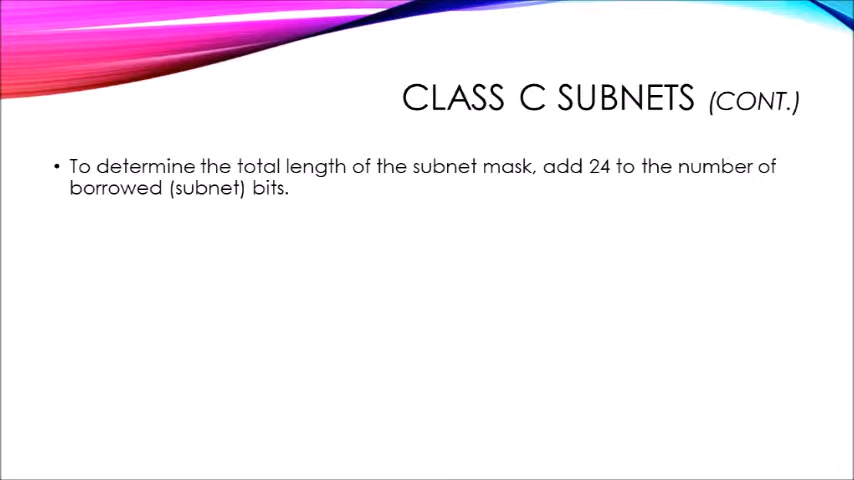 CLASS C SUBNETS (CONT.)
• To determine the total length of the subnet mask, add 24 to the number of
borrowed (subnet) bits.